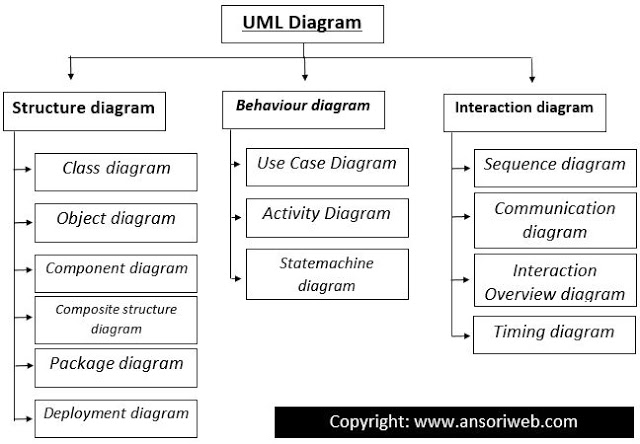 UML Diagram
Structure diagram
Class diagram
Object diagram
Component diagram
Composite structure
diagram
Package diagram
Deployment diagram
Behaviour diagram
Use Case Diagram
Activity Diagram
Statemachine
diagram
Interaction diagram
Sequence diagram
Communication
diagram
Interaction
Overview diagram
Timing diagram
Copyright: www.ansoriweb.com